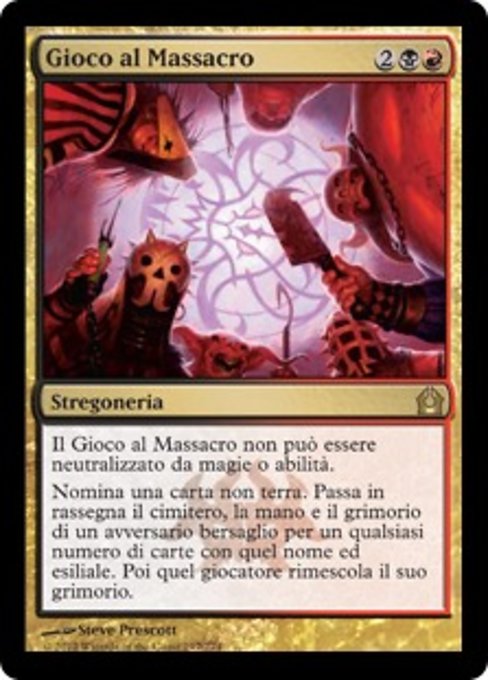 Gioco al Massacro
2
Stregoneria
Il Gioco al Massacro non può essere
neutralizzato da magie o abilità.
Nomina una carta non terra. Passa in
rassegna il cimitero, la mano e il grimorio
di un avversario bersaglio per un qualsiasi
numero di carte con quel nome ed
esiliale. Poi quel giocatore rimescola il suo
grimorio.
Steve Prescott